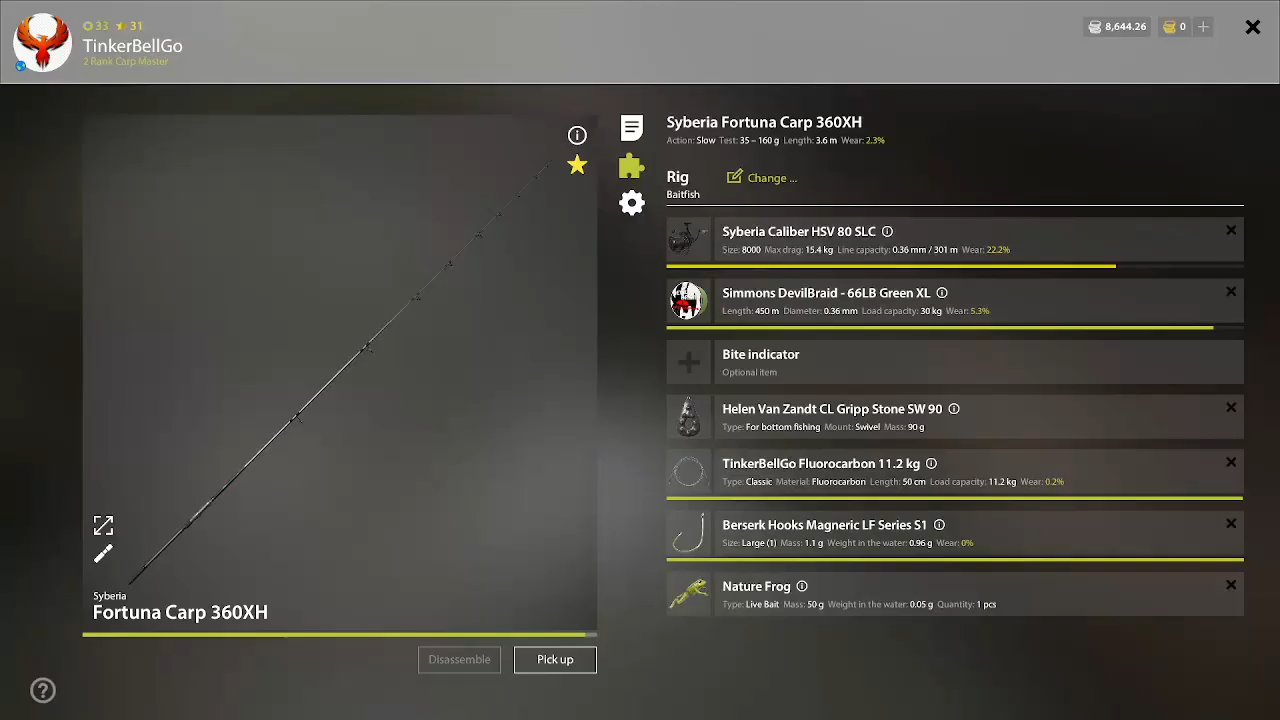 33 31
TinkerBellGo
2 Rank Carp Master
8,644.26
0
Syberia Fortuna Carp 360XH
Action: Slow Test: 35 – 160 g Length: 3.6 m Wear: 2.3%
Rig
Change ...
Baitfish
Syberia Caliber HSV 80 SLC
Size: 8000 Max drag: 15.4 kg Line capacity: 0.36 mm / 301 m Wear: 22.2%
Simmons DevilBraid - 66LB Green XL
Length: 450 m Diameter: 0.36 mm Load capacity: 30 kg Wear: 5.3%
Bite indicator
Optional item
Helen Van Zandt CL Gripp Stone SW 90
Type: For bottom fishing Mount: Swivel Mass: 90 g
TinkerBellGo Fluorocarbon 11.2 kg
Type: Classic Material: Fluorocarbon Length: 50 cm Load capacity: 11.2 kg Wear: 0.2%
Berserk Hooks Magneric LF Series S1
Size: Large (1) Mass: 1.1 g Weight in the water: 0.96 g Wear: 0%
Nature Frog
Type: Live Bait Mass: 50 g Weight in the water: 0.05 g Quantity: 1 pcs
Syberia
Fortuna Carp 360XH
Disassemble
Pick up